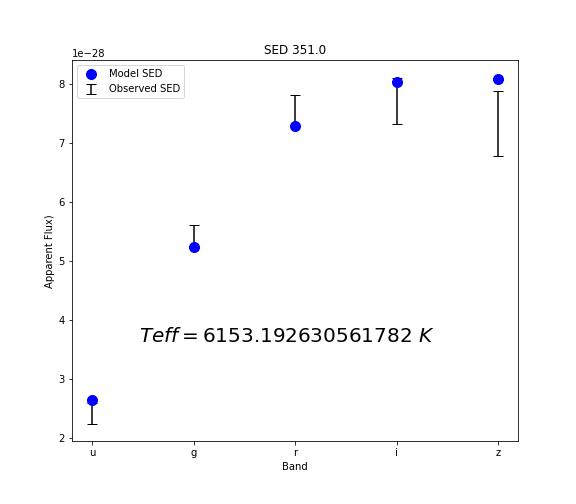 SED 351.0
1e−28
Model SED
Observed SED
8
7
6
5
4
3
2
Apparent Flux)
Teff = 6153.192630561782 K
u g r i z
Band